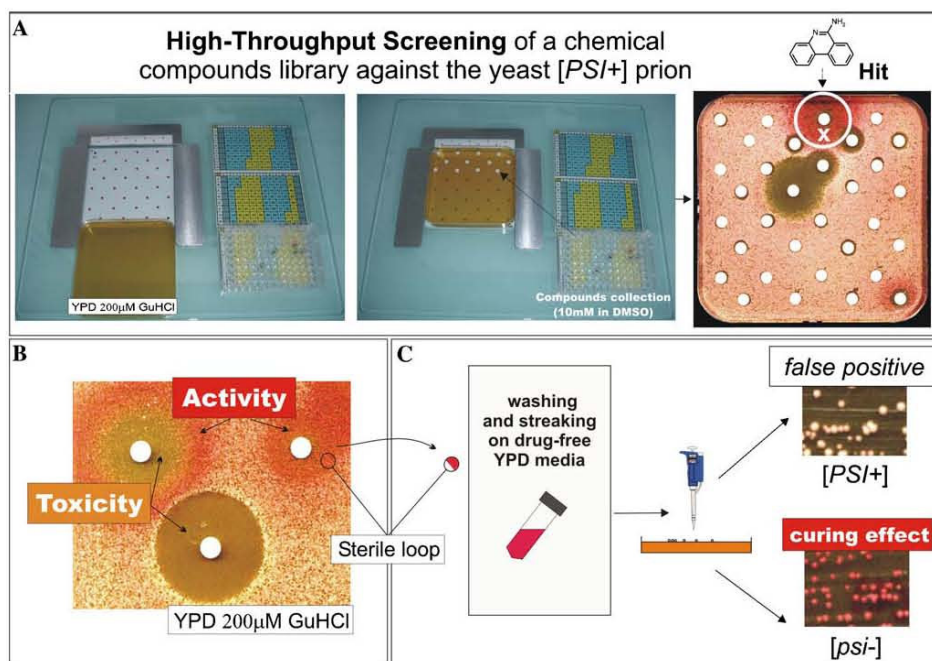 A
High-Throughput Screening of a chemical
compounds library against the yeast [PSI+] prion
N
NH₂
Hit
X
YPD 200µM GuHCl
Compounds collection
(10mM in DMSO)
B
Activity
Toxicity
Sterile loop
YPD 200µM GuHCl
C
washing
and streaking
on drug-free
YPD media
false positive
[PSI+]
curing effect
[psi-]